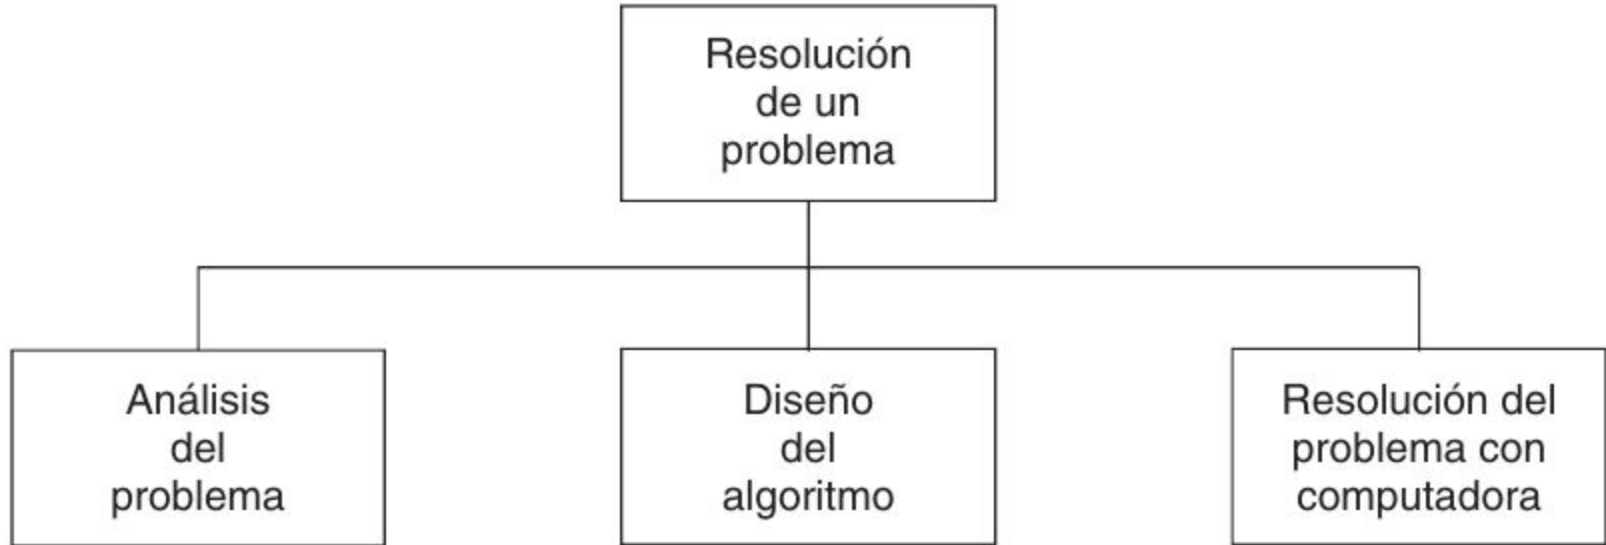 Resolución
de un
problema
Análisis
del
problema
Diseño
del
algoritmo
Resolución del
problema con
computadora